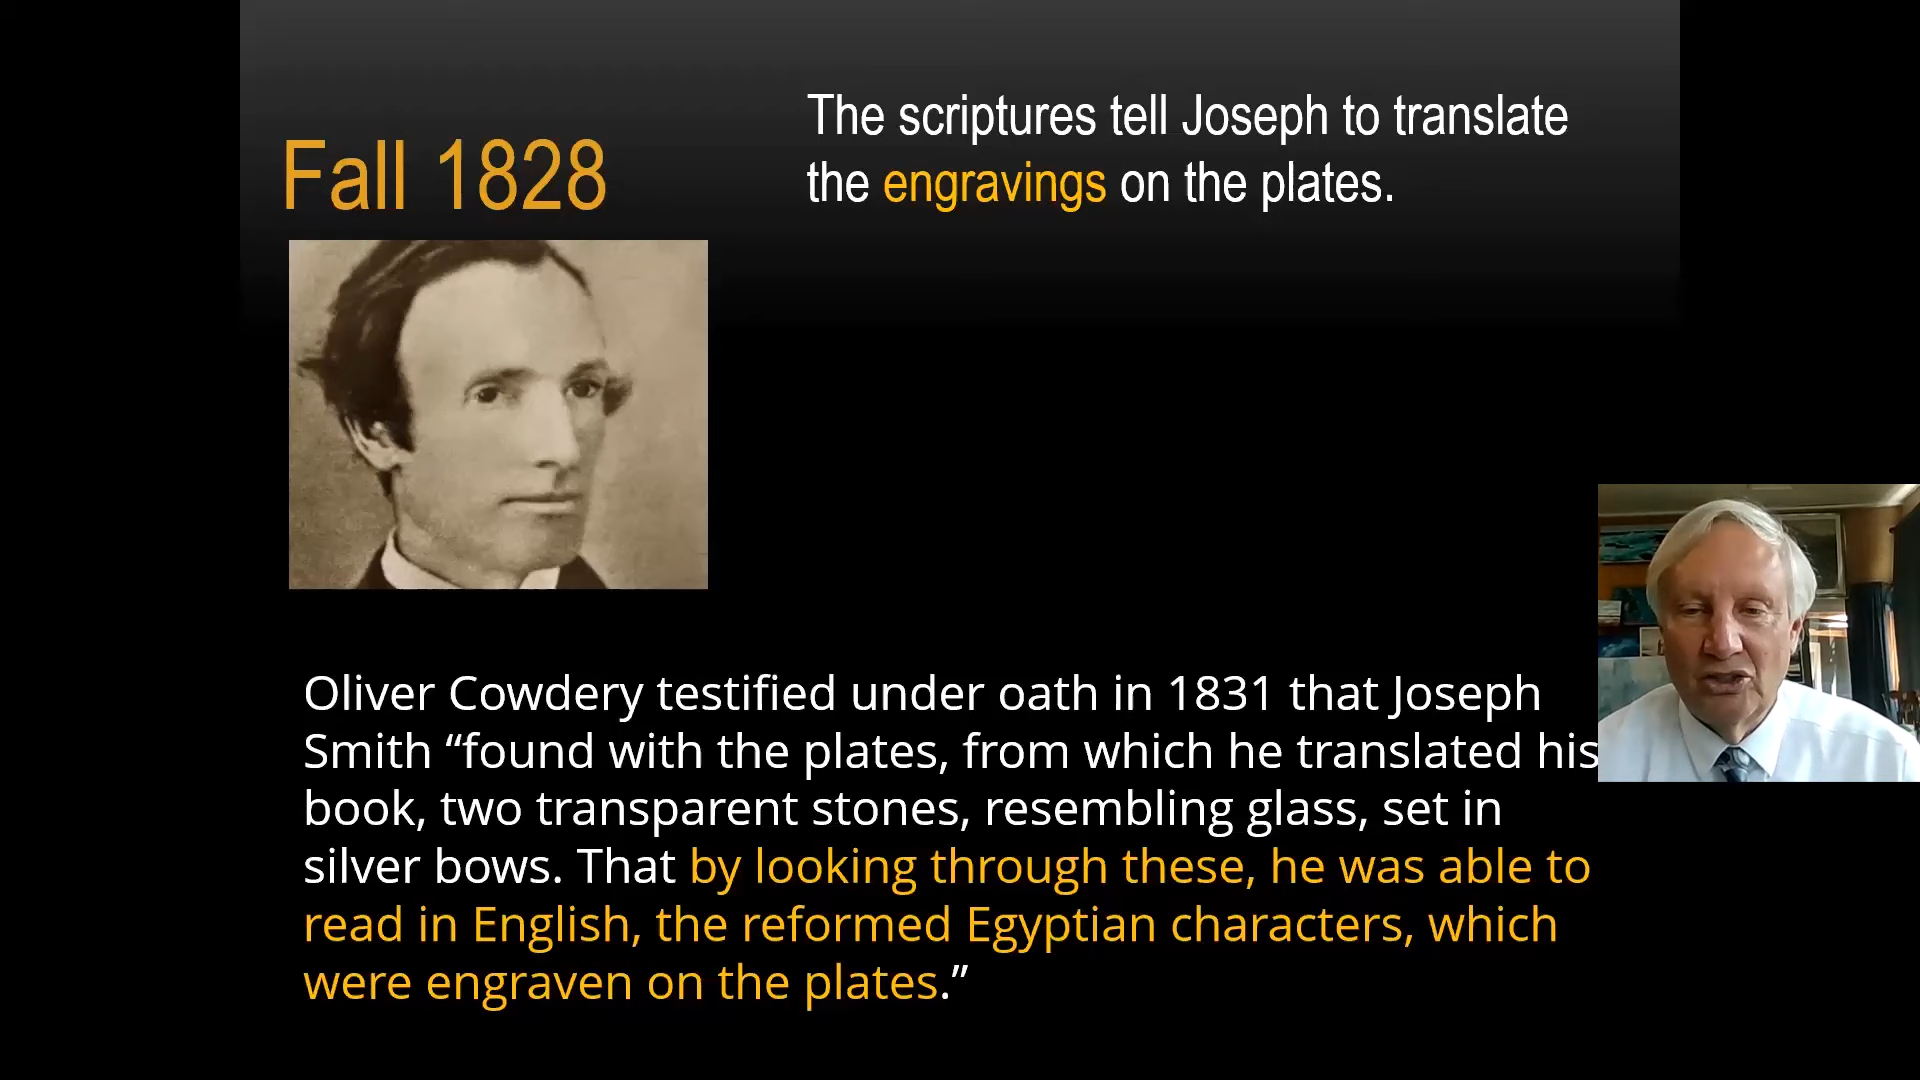 Fall 1828
The scriptures tell Joseph to translate
the engravings on the plates.
Oliver Cowdery testified under oath in 1831 that Joseph
Smith “found with the plates, from which he translated his
book, two transparent stones, resembling glass, set in
silver bows. That by looking through these, he was able to
read in English, the reformed Egyptian characters, which
were engraven on the plates.”